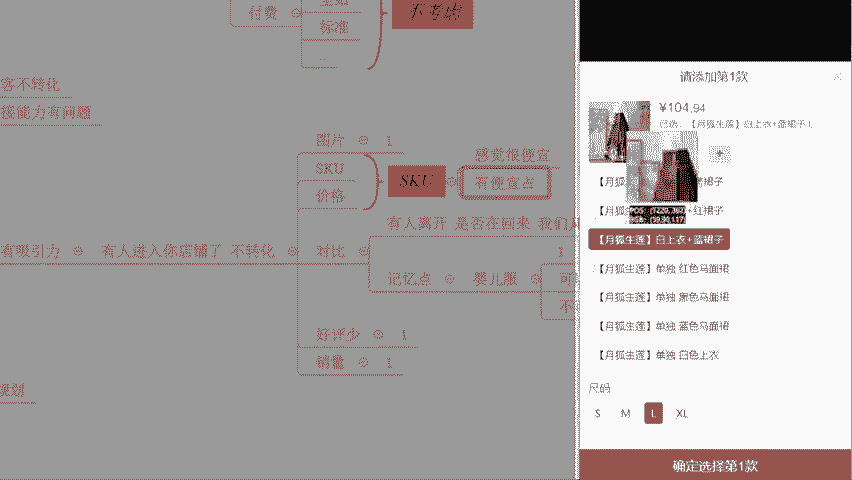 付费
标准
不考虑
客不转化
接能力有问题
图片 1
SKU
价格
SKU
感觉很便宜
有便宜占
有人离开 是否在回来 我们
有吸引力 有人进入你店铺了 不转化 对比
1
记忆点 婴儿服 可
不
好评少 1
销量 1
规划
请添加第1款
¥104.94
已选:【月狐生莲】白上衣+蓝裙子 L
+
【月狐
裙子
【月狐
+红裙子
POS:
RGB:
【月狐生莲】白上衣+蓝裙子
【月狐生莲】单独 红色马面裙
【月狐生莲】单独 黑色马面裙
【月狐生莲】单独 蓝色马面裙
【月狐生莲】单独 白色上衣
尺码
S M L XL
确定选择第1款